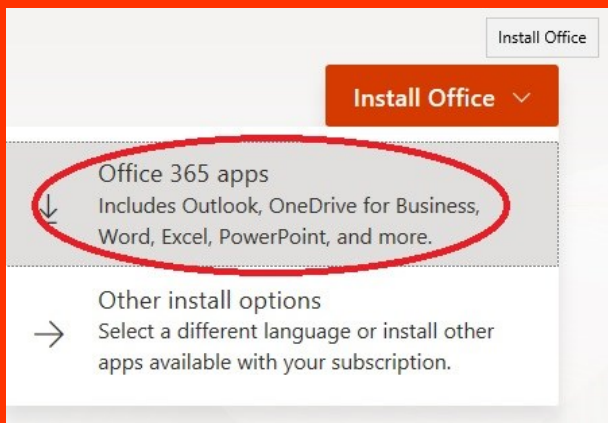 Install Office
Install Office
Office 365 apps
Includes Outlook, OneDrive for Business,
Word, Excel, PowerPoint, and more.
Other install options
Select a different language or install other
apps available with your subscription.